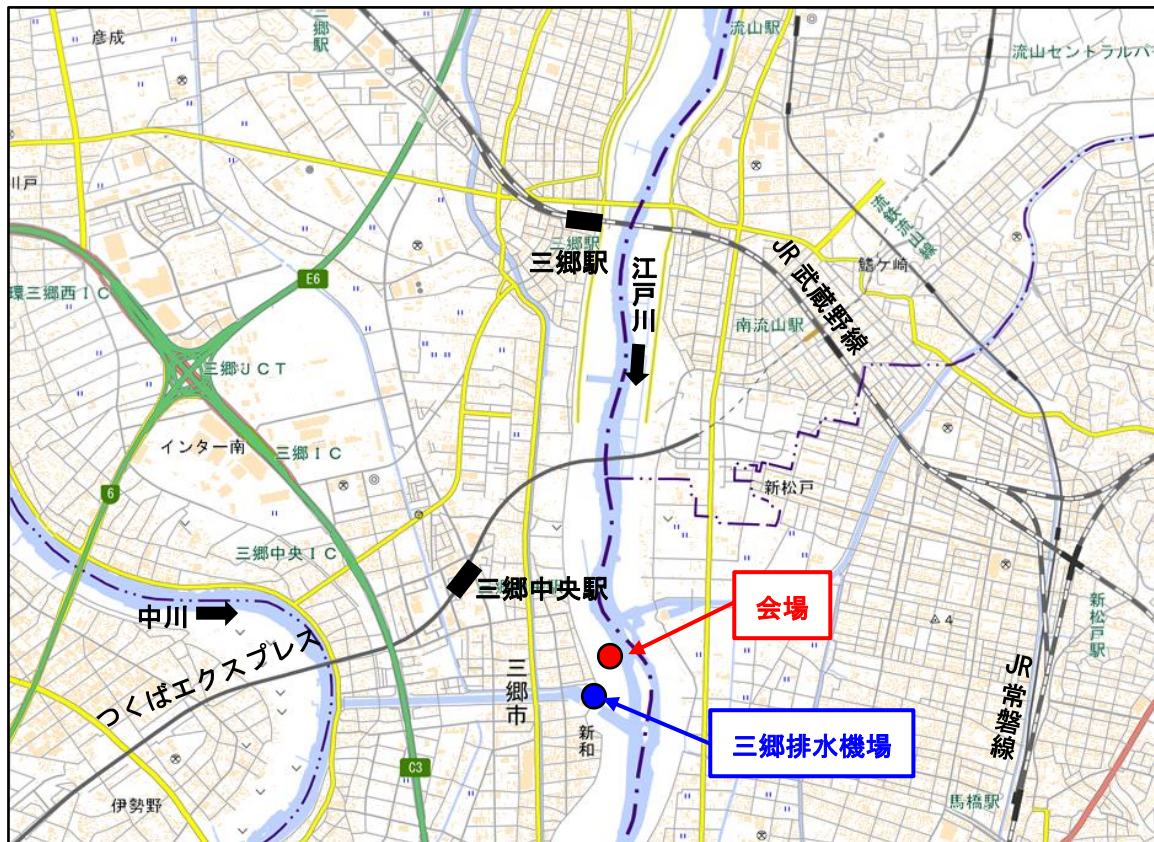 彦成
三郷駅
流山駅
流山セントラルパ
川戸
三郷駅
三郷駅
江戸川
流鉄流山線
鰭ケ崎
JR 武蔵野線
南流山駅
E6
環三郷西IC
三郷JCT
インター南
三郷IC
6
新松戸
三郷中央IC
三郷中央駅
会場
中川
つくばエクスプレス
4
新松戸駅
三郷市
新和
三郷排水機場
JR 常磐線
C3
伊勢野
馬橋駅